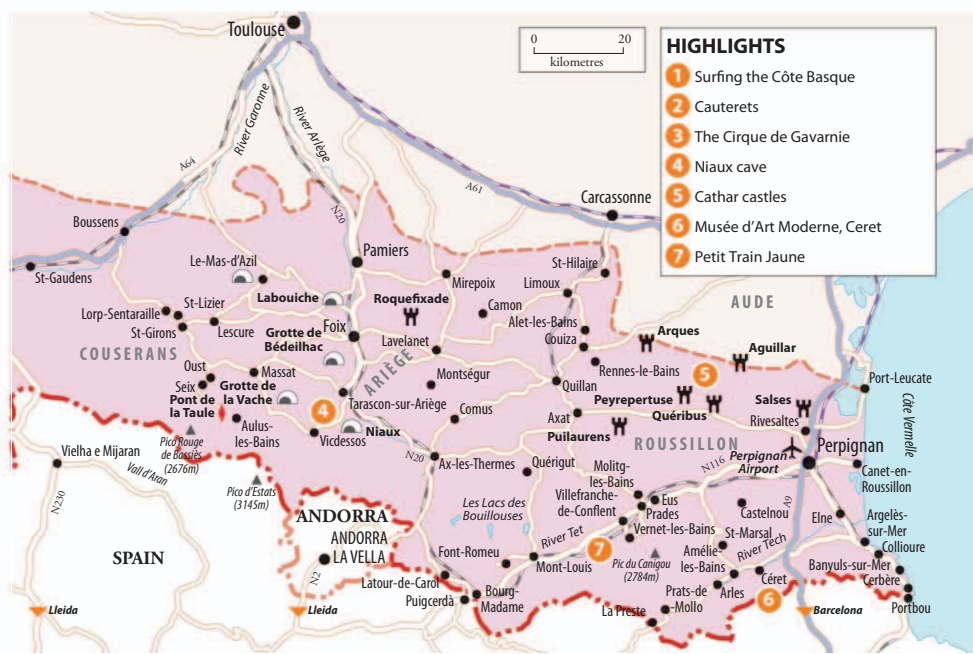 Toulouse
0 20
kilometres
HIGHLIGHTS
1 Surfing the Côte Basque
2 Cauterets
3 The Cirque de Gavarnie
4 Niaux cave
5 Cathar castles
6 Musée d'Art Moderne, Ceret
7 Petit Train Jaune
River Garonne
River Arlège
A64
A61
N20
Carcassonne
Boussens
Pamiers
St-Gaudens
Le-Mas-d'Azil
Labouiche
Roquefixade
Mirepoix
St-Hilaire
Limoux
Camon
AUDE
St-Lizier
Lorp-Sentaraille
St-Girons
Lescure
Foix
Grotte de
Bédeilhac
Lavelanet
Alet-les-Bains
Couiza
Arques
Aguillar
COUSERANS
ARIÈGE
Rennes-le-Bains
5
Oust
Seix
Massat
Montségur
Quillan
Peyrepertuse
Quéribus
Port-Leucate
Pont de
la Taule
Grotte de
la Vache
4
Tarascon-sur-Ariège
Comus
Axat
Salses
Rivesaltes
Côte Vermelle
Aulus-
les-Bains
Vicdessos
Niaux
Puilaurens
ROUSSILLON
Perpignan
Perpignan
Airport
Pico Rouge
de Bassiès
(2676m)
Vielha e Mijaran
Vall d'Aran
N20
Ax-les-Thermes
Quérigut
Molitg-
les-Bains
N116
Canet-en-
Roussillon
Pico d'Estats
(3145m)
N230
Les Lacs des
Bouillouses
Villefranche-
de-Conflent
Eus
Prades
Vernet-les-Bains
Castelnou
A9
Elne
Argelès-
sur-Mer
ANDORRA
ANDORRA
LA VELLA
River Tet
St-Marsal
River Tech
Collioure
SPAIN
Font-Romeu
Mont-Louis
7
Pic du Canigou
(2784m)
Amélie-
les-Bains
Banyuls-sur-Mer
Cerbère
N2
Latour-de-Carol
Puigcerdà
Bourg-
Madame
Prats-de-
Mollo
Arles
Céret
6
Portbou
Lleida
Lleida
La Preste
Barcelona